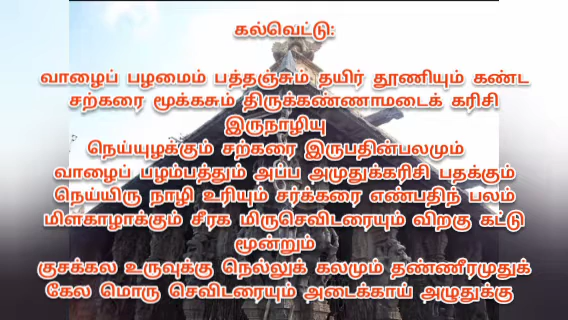 கல்வெட்டு:
வாழைப் பழமைம் பத்தஞ்சும் தயிர் தூணியும் கண்ட
சற்கரை மூக்கசும் திருக்கண்ணாமடைக் கரிசி
இருநாழியு
நெய்யுழக்கும் சற்கரை இருபதின்பலமும்
வாழைப் பழம்பத்தும் அப்ப அமுதுக்கரிசி பதக்கும்
நெய்யிரு நாழி உரியும் சர்க்கரை எண்பதிந் பலம்
மிளகாழாக்கும் சீரக மிருசெவிடரையும் விறகு கட்டு
மூன்றும்
குசக்கல உருவுக்கு நெல்லுக் கலமும் தண்ணீரமுதுக்
கேல மொரு செவிடரையும் அடைக்காய் அழுதுக்கு